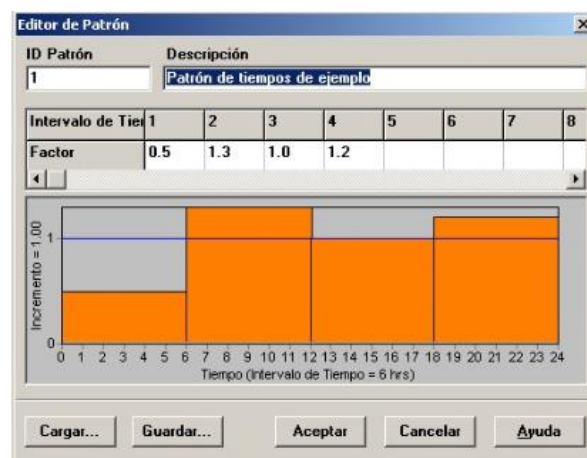 Editor de Patrón
ID Patrón Descripción
1 Patrón de tiempos de ejemplo
Intervalo de Tier 1 2 3 4 5 6 7 8
Factor 0.5 1.3 1.0 1.2
Incremento = 1.00
1
0
0 1 2 3 4 5 6 7 8 9 10 11 12 13 14 15 16 17 18 19 20 21 22 23 24
Tiempo (Intervalo de Tiempo = 6 hrs)
Cargar... Guardar... Aceptar Cancelar Ayuda